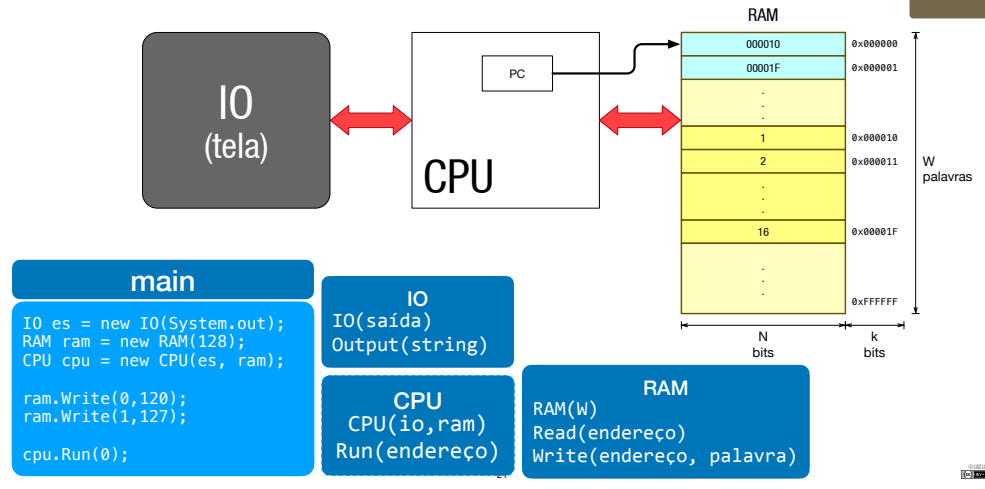 RAM
000010
0x000000
PC
00001F
0x000001
IO
(tela)
.
.
.
1
0x000010
2
0x000011
W
palavras
CPU
.
.
.
16
0x00001F
.
.
.
0xFFFFFF
N
bits
k
bits
main
IO es = new IO(System.out);
RAM ram = new RAM(128);
CPU cpu = new CPU(es, ram);
ram.Write(0,120);
ram.Write(1,127);
cpu.Run(0);
IO
IO(saída)
Output(string)
CPU
CPU(io,ram)
Run(endereço)
RAM
RAM(W)
Read(endereço)
Write(endereço, palavra)